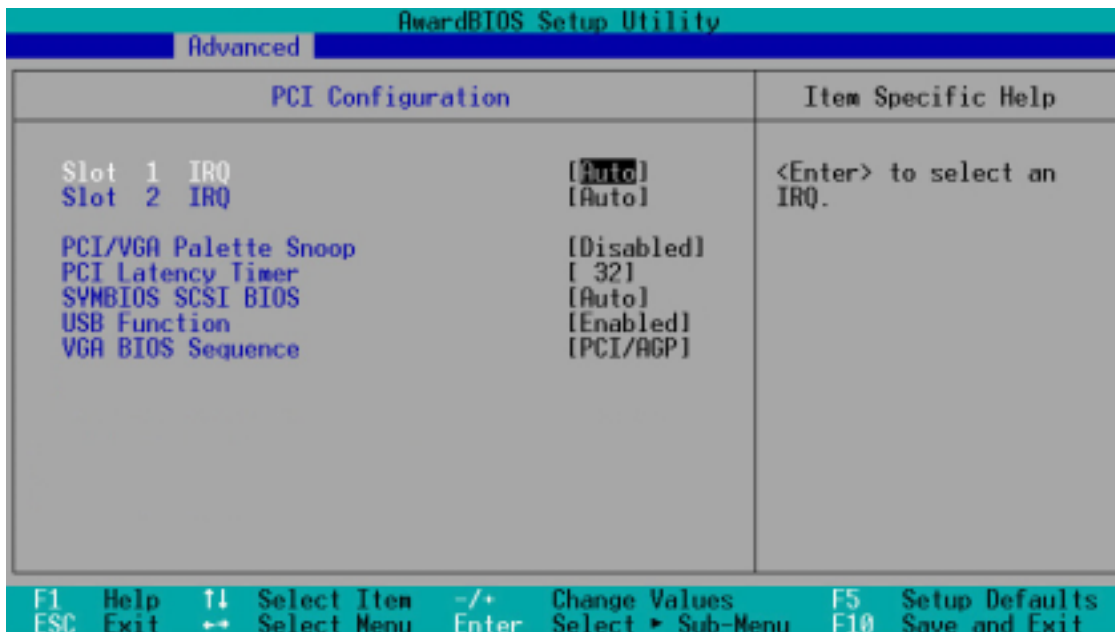 AwardBIOS Setup Utility
Advanced
PCI Configuration
Item Specific Help
Slot 1 IRQ [Auto]
Slot 2 IRQ [Auto]
PCI/VGA Palette Snoop [Disabled]
PCI Latency Timer [ 32]
SYMBIOS SCSI BIOS [Auto]
USB Function [Enabled]
VGA BIOS Sequence [PCI/AGP]
<Enter> to select an
IRQ.
F1 Help ↑↓ Select Item -/+ Change Values F5 Setup Defaults
ESC Exit ←→ Select Menu Enter Select ► Sub-Menu F10 Save and Exit